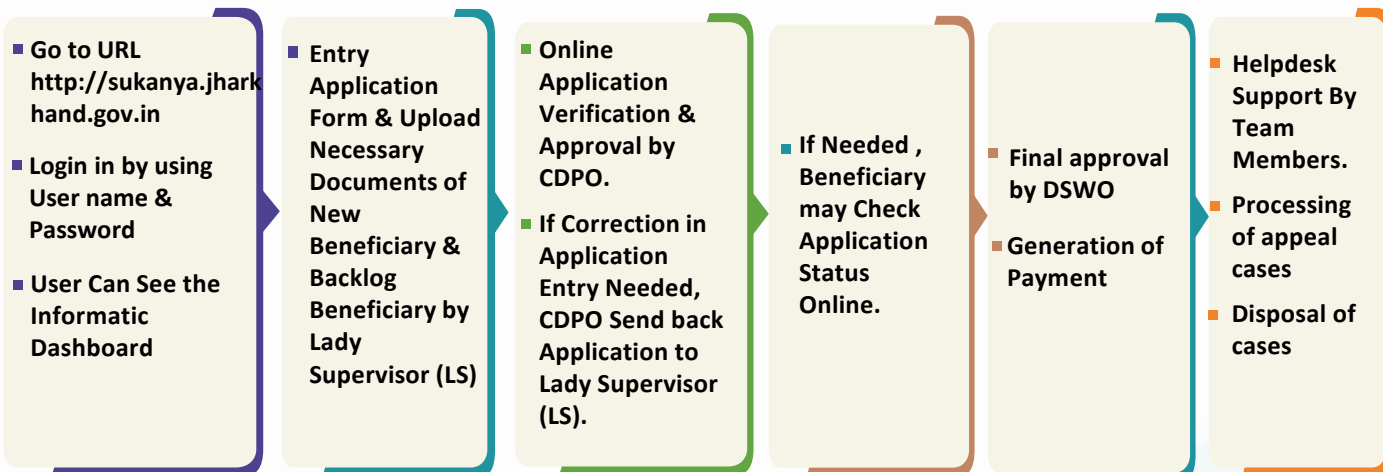 Go to URL
http://sukanya.jhark
hand.gov.in
Login in by using
User name &
Password
User Can See the
Informatic
Dashboard
Entry
Application
Form & Upload
Necessary
Documents of
New
Beneficiary &
Backlog
Beneficiary by
Lady
Supervisor (LS)
Online
Application
Verification &
Approval by
CDPO.
If Correction in
Application
Entry Needed,
CDPO Send back
Application to
Lady Supervisor
(LS).
If Needed ,
Beneficiary
may Check
Application
Status
Online.
Final approval
by DSWO
Generation of
Payment
Helpdesk
Support By
Team
Members.
Processing
of appeal
cases
Disposal of
cases